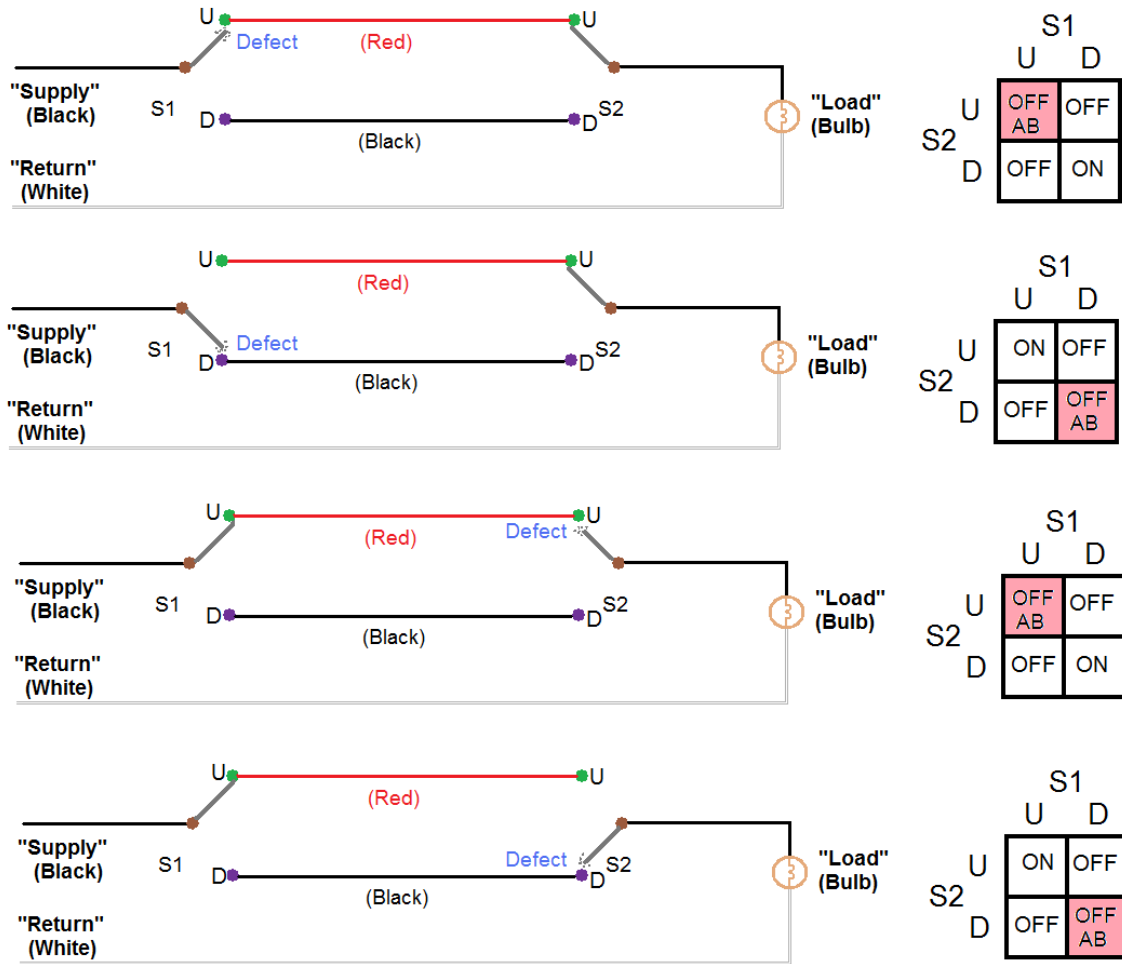 U U
Defect (Red)
"Supply"
(Black)
S1 S2
D D
(Black)
"Load"
(Bulb)
"Return"
(White)
S1
U D
U OFF AB OFF
S2
D OFF ON
U U
(Red)
"Supply"
(Black)
S1 Defect S2
D D
(Black)
"Load"
(Bulb)
"Return"
(White)
S1
U D
U ON OFF
S2
D OFF OFF AB
U U
(Red) Defect
"Supply"
(Black)
S1 S2
D D
(Black)
"Load"
(Bulb)
"Return"
(White)
S1
U D
U OFF AB OFF
S2
D OFF ON
U U
(Red)
"Supply"
(Black)
S1 Defect S2
D D
(Black)
"Load"
(Bulb)
"Return"
(White)
S1
U D
U ON OFF
S2
D OFF OFF AB